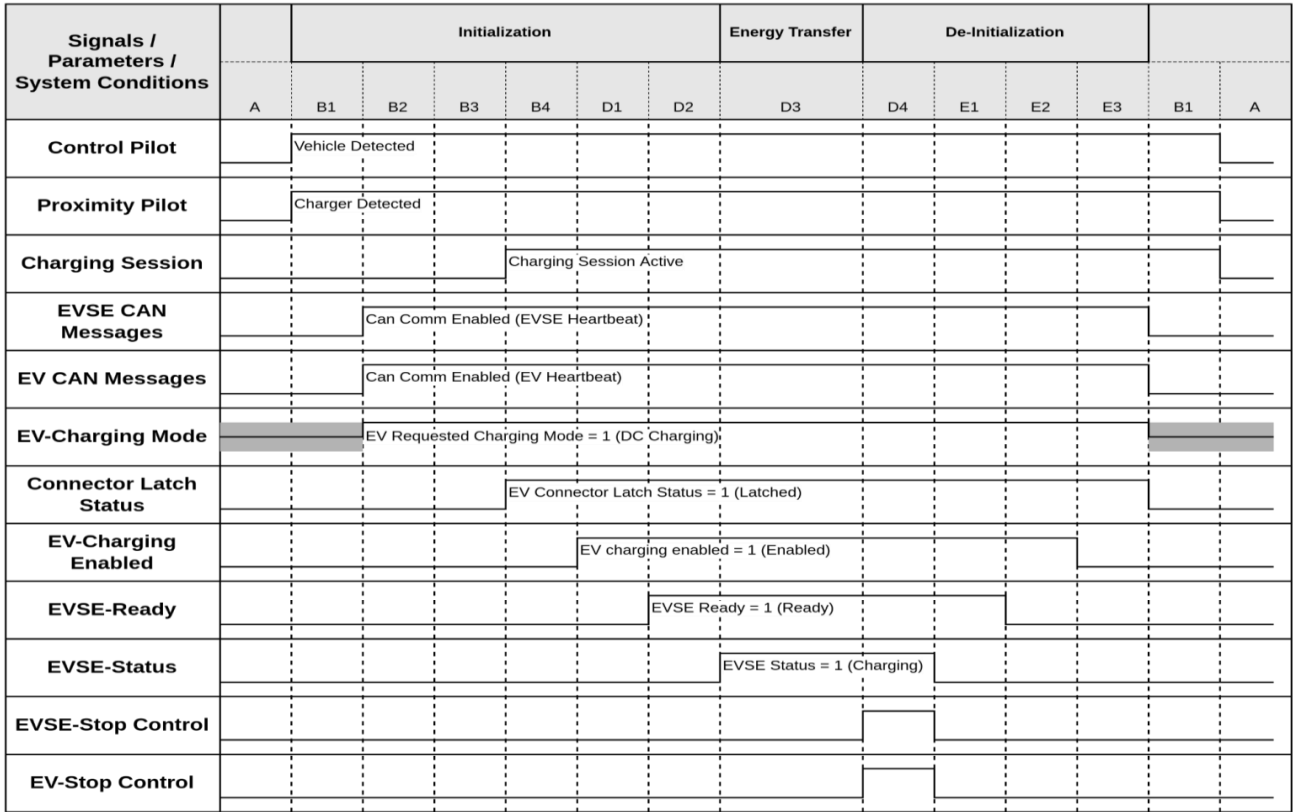 Signals /
Parameters /
System Conditions
Initialization
Energy Transfer
De-Initialization
A B1 B2 B3 B4 D1 D2 D3 D4 E1 E2 E3 B1 A
Control Pilot
Vehicle Detected
Proximity Pilot
Charger Detected
Charging Session
Charging Session Active
EVSE CAN
Messages
Can Comm Enabled (EVSE Heartbeat)
EV CAN Messages
Can Comm Enabled (EV Heartbeat)
EV-Charging Mode
EV Requested Charging Mode = 1 (DC Charging)
Connector Latch
Status
EV Connector Latch Status = 1 (Latched)
EV-Charging
Enabled
EV charging enabled = 1 (Enabled)
EVSE-Ready
EVSE Ready = 1 (Ready)
EVSE-Status
EVSE Status = 1 (Charging)
EVSE-Stop Control
EV-Stop Control